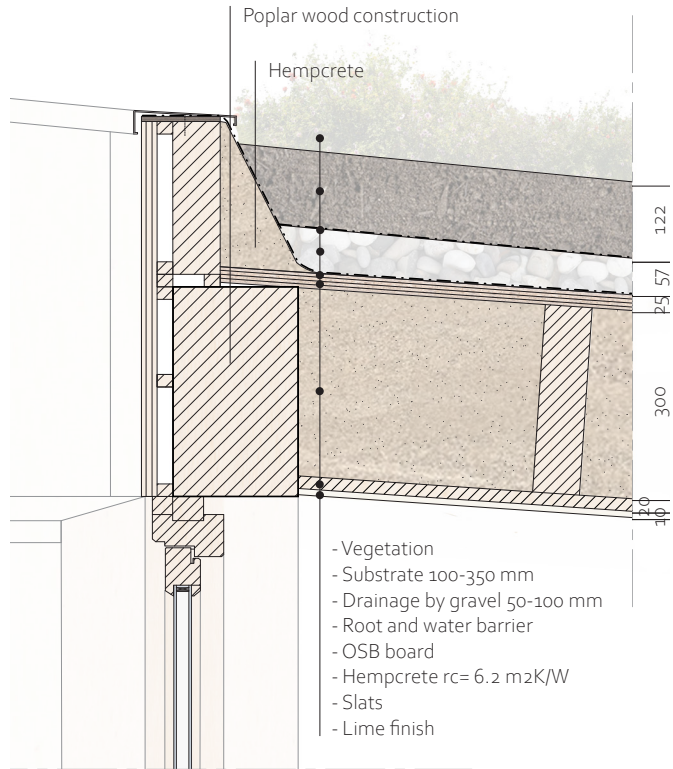 Poplar wood construction
Hempcrete
122
57
25
300
20
10
- Vegetation
- Substrate 100-350 mm
- Drainage by gravel 50-100 mm
- Root and water barrier
- OSB board
- Hempcrete rc= 6.2 m2K/W
- Slats
- Lime finish